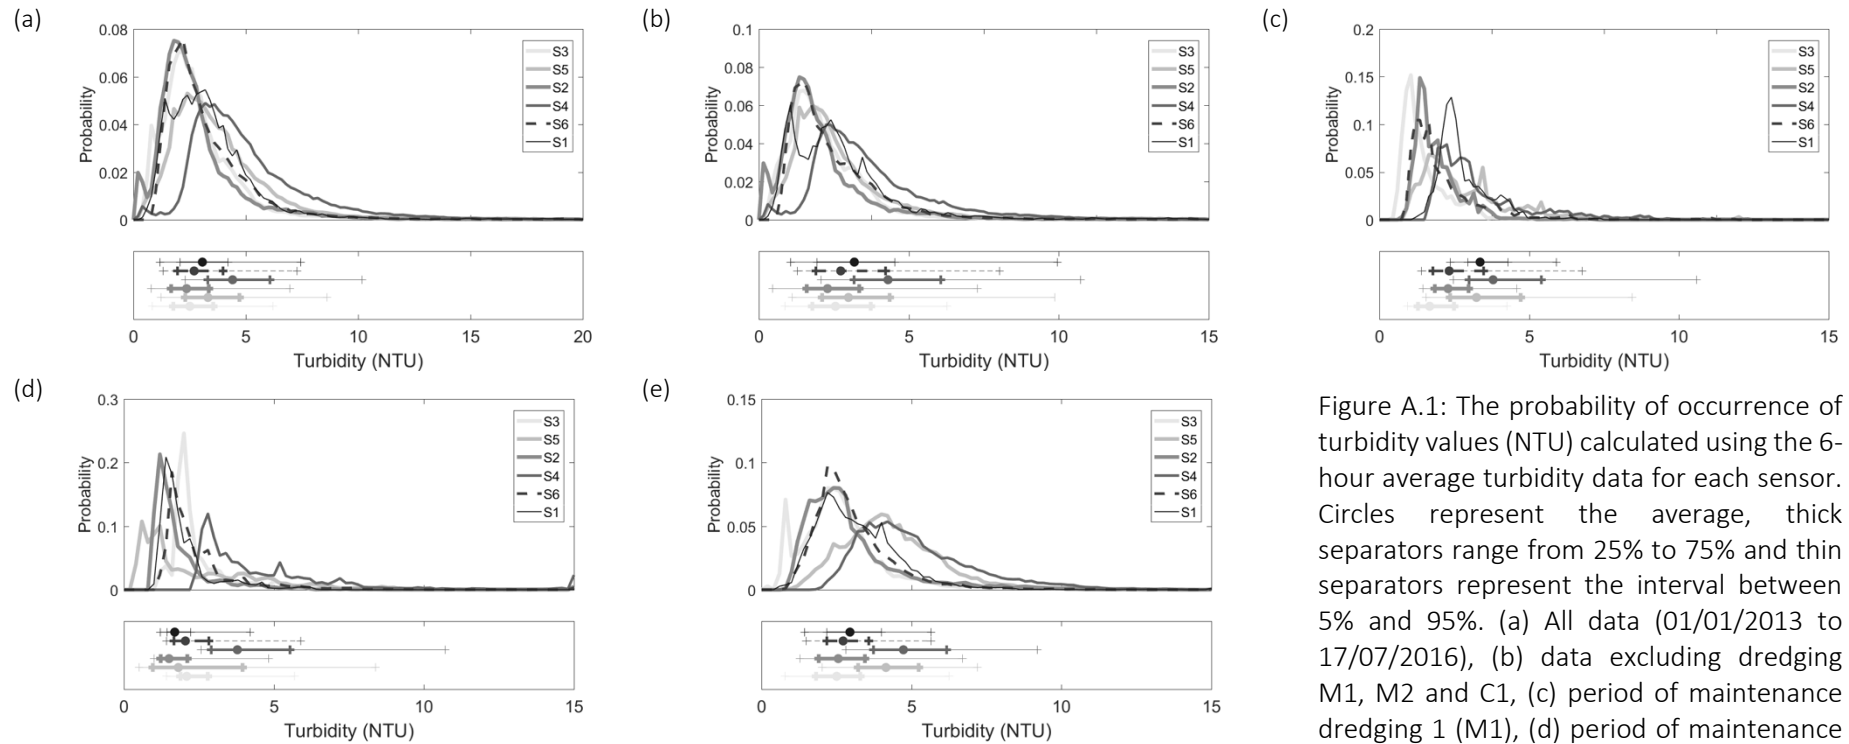 (a)
0.08
0.06
0.04
0.02
0
Probability
S3
S5
S2
S4
S6
S1
0 5 10 15 20
Turbidity (NTU)
(b)
0.1
0.08
0.06
0.04
0.02
0
Probability
S3
S5
S2
S4
S6
S1
0 5 10 15
Turbidity (NTU)
(c)
0.2
0.15
0.1
0.05
0
Probability
S3
S5
S2
S4
S6
S1
0 5 10 15
Turbidity (NTU)
(d)
0.3
0.2
0.1
0
Probability
S3
S5
S2
S4
S6
S1
0 5 10 15
Turbidity (NTU)
(e)
0.15
0.1
0.05
0
Probability
S3
S5
S2
S4
S6
S1
0 5 10 15
Turbidity (NTU)
Figure A.1: The probability of occurrence of
turbidity values (NTU) calculated using the 6-
hour average turbidity data for each sensor.
Circles represent the average, thick
separators range from 25% to 75% and thin
separators represent the interval between
5% and 95%. (a) All data (01/01/2013 to
17/07/2016), (b) data excluding dredging
M1, M2 and C1, (c) period of maintenance
dredging 1 (M1), (d) period of maintenance